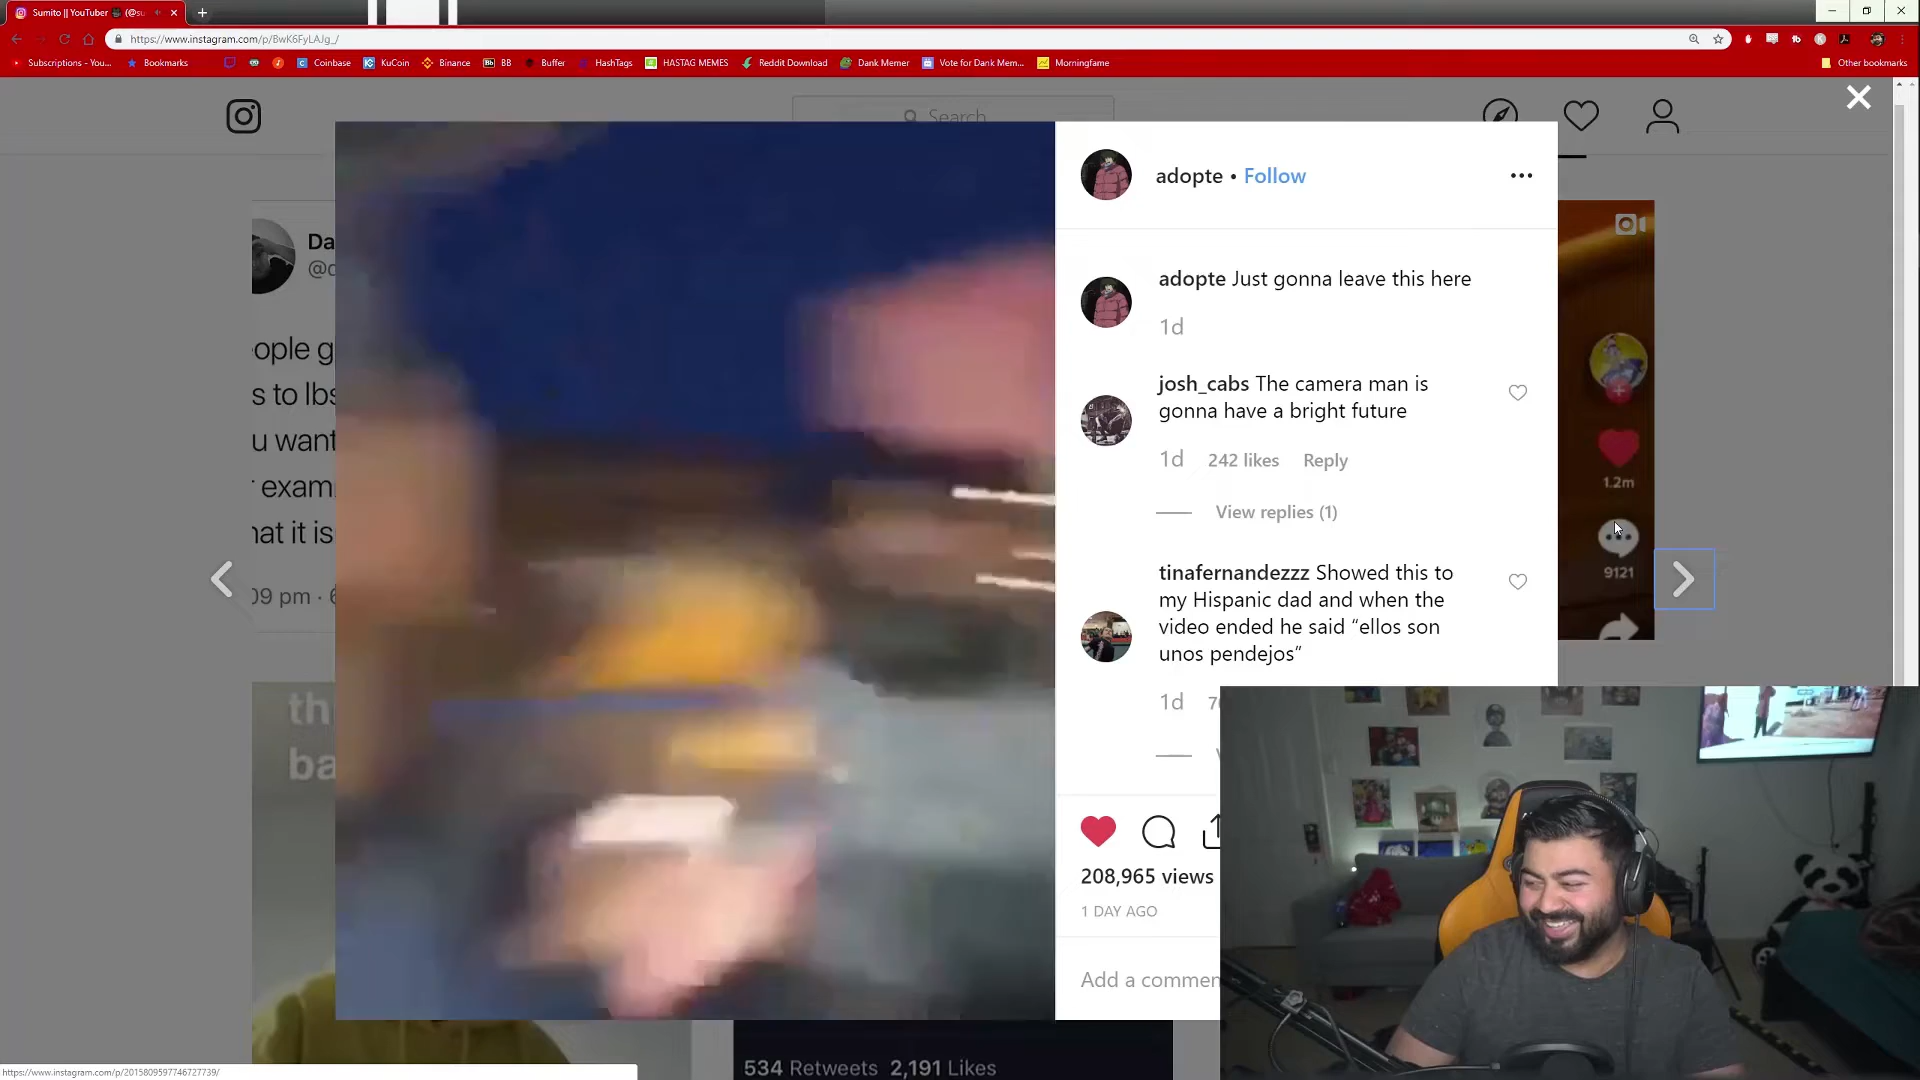 Sumito || YouTuber (@su
https://www.instagram.com/p/BwK6FyLAJg_/
Subscriptions - You...
Bookmarks
Coinbase
KuCoin
Binance
BB
Buffer
HashTags
HASTAG MEMES
Reddit Download
Dank Memer
Vote for Dank Mem...
Morningfame
Other bookmarks
Search
adopte • Follow
adopte Just gonna leave this here
1d
josh_cabs The camera man is
gonna have a bright future
1d 242 likes Reply
View replies (1)
tinafernandezzz Showed this to
my Hispanic dad and when the
video ended he said “ellos son
unos pendejos”
1d
208,965 views
1 DAY AGO
Add a commen
Da
@
ople g
s to lbs
u want
exam
nat it is
09 pm ·
th
ba
1.2m
9121
534 Retweets 2,191 Likes
https://www.instagram.com/p/2015809597746727739/